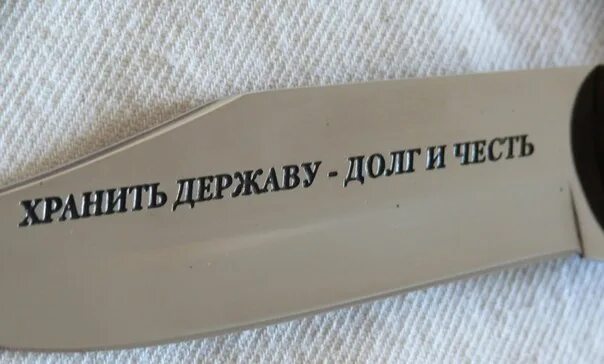 ХРАНИТЬ ДЕРЖАВУ - ДОЛГ И ЧЕСТЬ